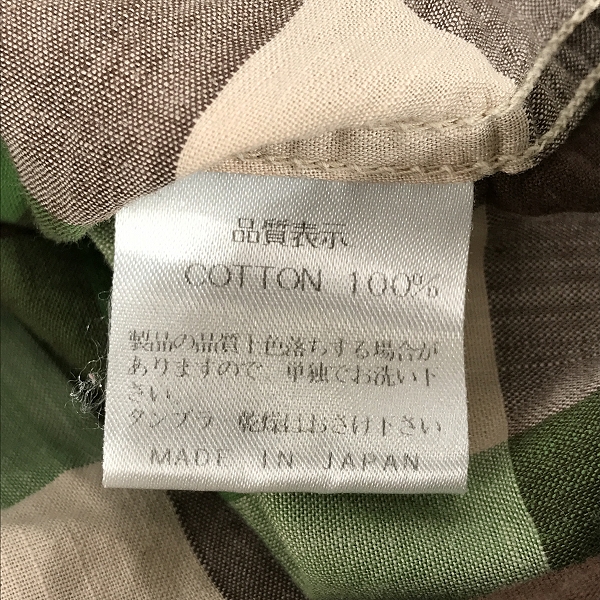 品質表示
COTTON 100%
製品の品質上色落ちする場合が
ありますので、単独でお洗い下
さい。
タンブラ 乾燥はおさけ下さい
MADE IN JAPAN